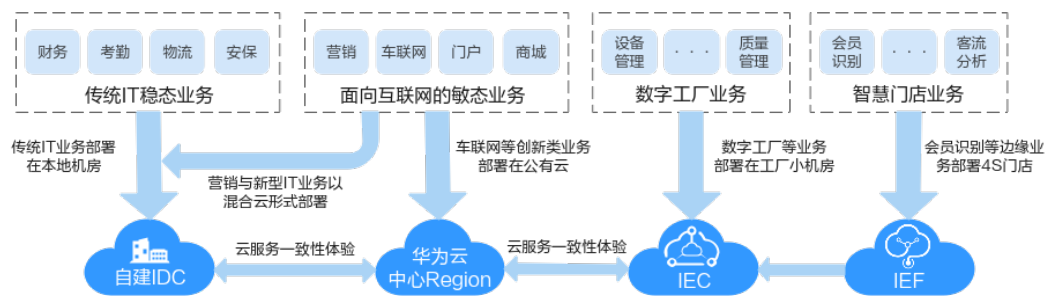 财务
考勤
物流
安保
传统IT稳态业务
营销
车联网
门户
商城
面向互联网的敏态业务
设备
管理
· · ·
质量
管理
数字工厂业务
会员
识别
· · ·
客流
分析
智慧门店业务
传统IT业务部署
在本地机房
营销与新型IT业务以
混合云形式部署
车联网等创新类业务
部署在公有云
数字工厂等业务
部署在工厂小机房
会员识别等边缘业
务部署4S门店
自建IDC
云服务一致性体验
华为云
中心Region
云服务一致性体验
IEC
IEF